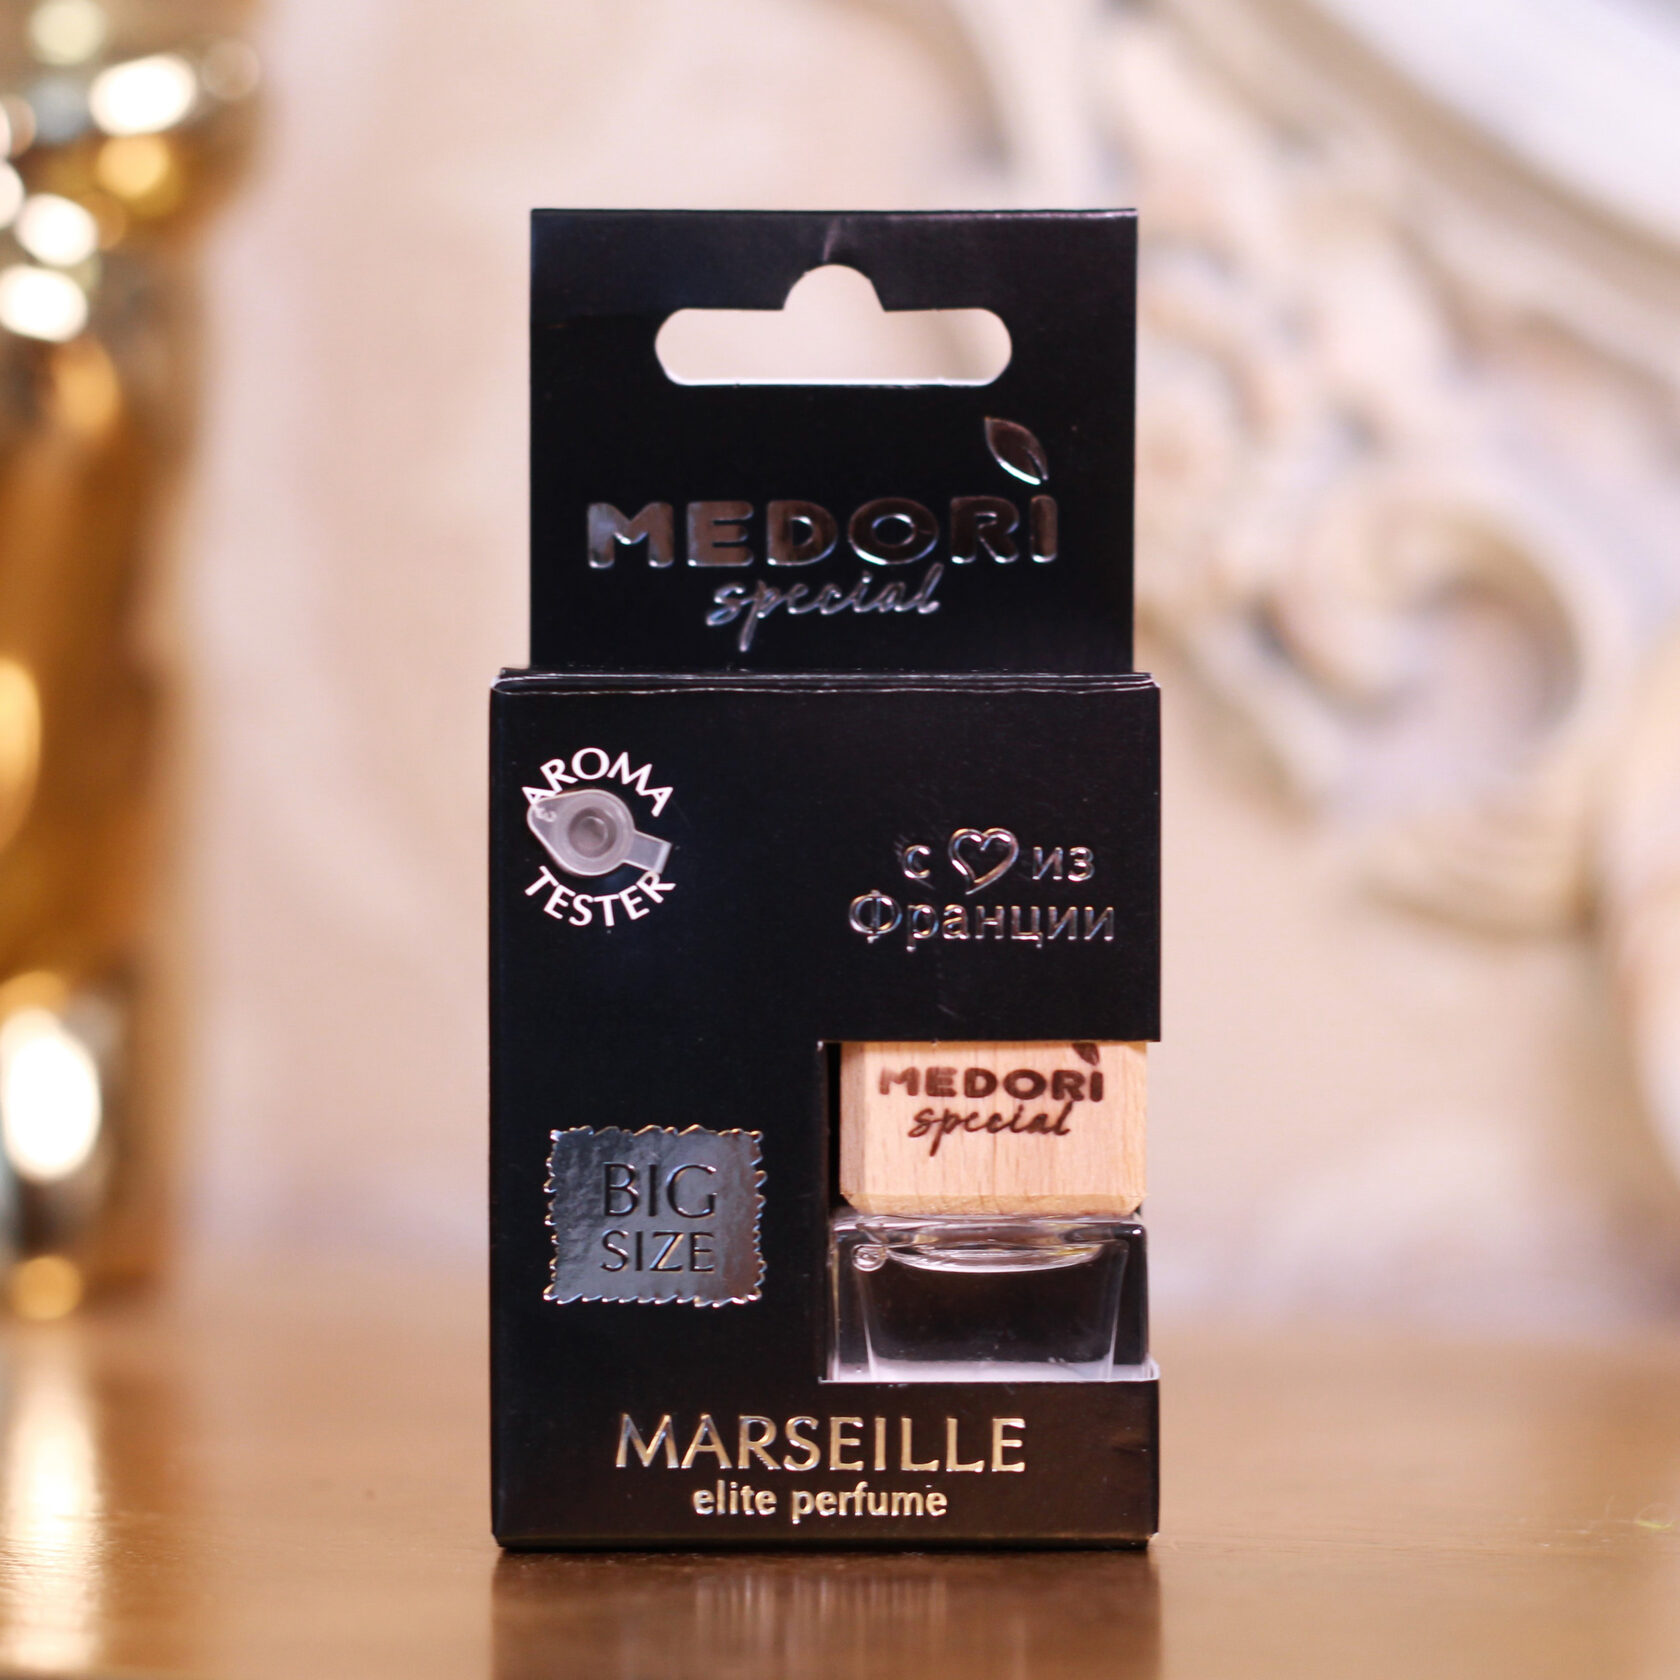 MEDORI
special
AROMA
TESTER
с из
Франции
MEDORI
special
BIG
SIZE
MARSEILLE
elite perfume